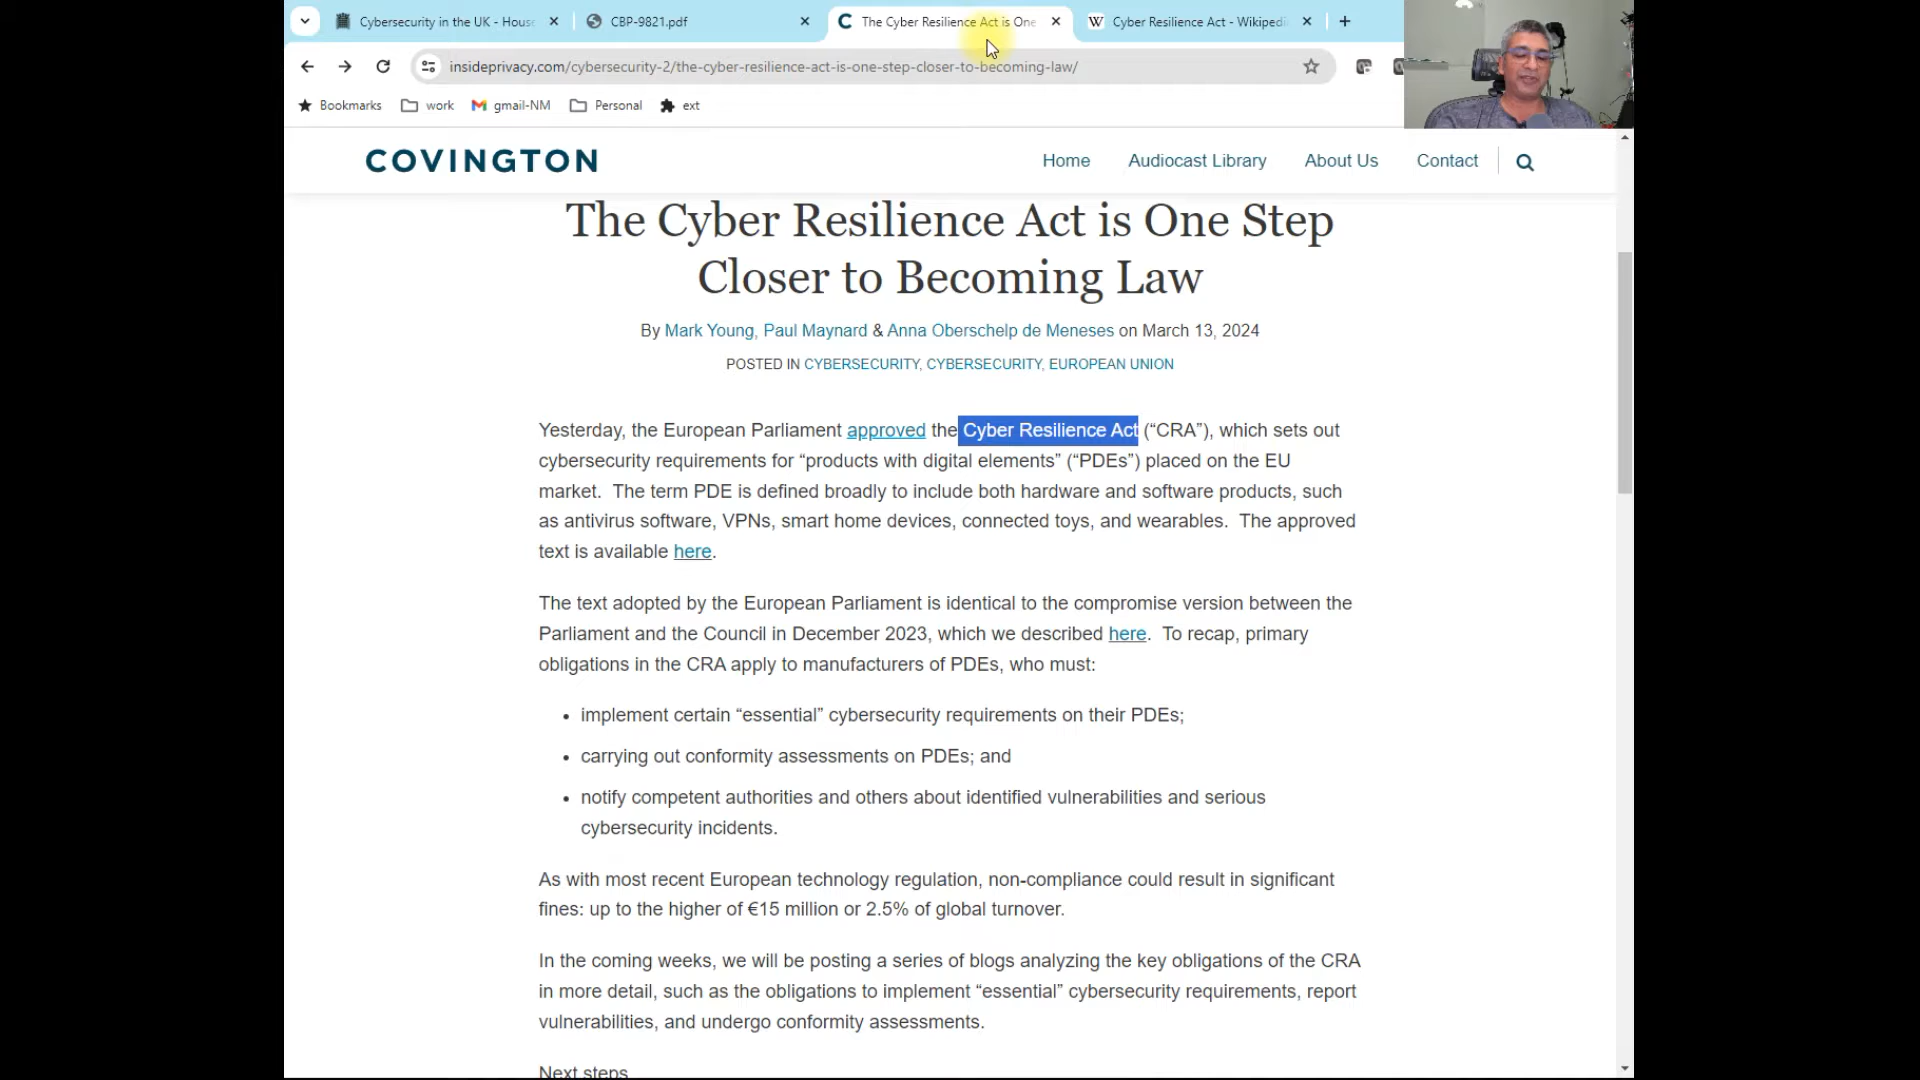 Cybersecurity in the UK - House
CBP-9821.pdf
The Cyber Resilience Act is One
Cyber Resilience Act - Wikipedi
insideprivacy.com/cybersecurity-2/the-cyber-resilience-act-is-one-step-closer-to-becoming-law/
Bookmarks work gmail-NM Personal ext
COVINGTON
Home Audiocast Library About Us Contact
The Cyber Resilience Act is One Step
Closer to Becoming Law
By Mark Young, Paul Maynard & Anna Oberschelp de Meneses on March 13, 2024
POSTED IN CYBERSECURITY, CYBERSECURITY, EUROPEAN UNION
Yesterday, the European Parliament approved the Cyber Resilience Act (“CRA”), which sets out
cybersecurity requirements for “products with digital elements” (“PDEs”) placed on the EU
market. The term PDE is defined broadly to include both hardware and software products, such
as antivirus software, VPNs, smart home devices, connected toys, and wearables. The approved
text is available here.
The text adopted by the European Parliament is identical to the compromise version between the
Parliament and the Council in December 2023, which we described here. To recap, primary
obligations in the CRA apply to manufacturers of PDEs, who must:
• implement certain “essential” cybersecurity requirements on their PDEs;
• carrying out conformity assessments on PDEs; and
• notify competent authorities and others about identified vulnerabilities and serious
cybersecurity incidents.
As with most recent European technology regulation, non-compliance could result in significant
fines: up to the higher of €15 million or 2.5% of global turnover.
In the coming weeks, we will be posting a series of blogs analyzing the key obligations of the CRA
in more detail, such as the obligations to implement “essential” cybersecurity requirements, report
vulnerabilities, and undergo conformity assessments.
Next steps